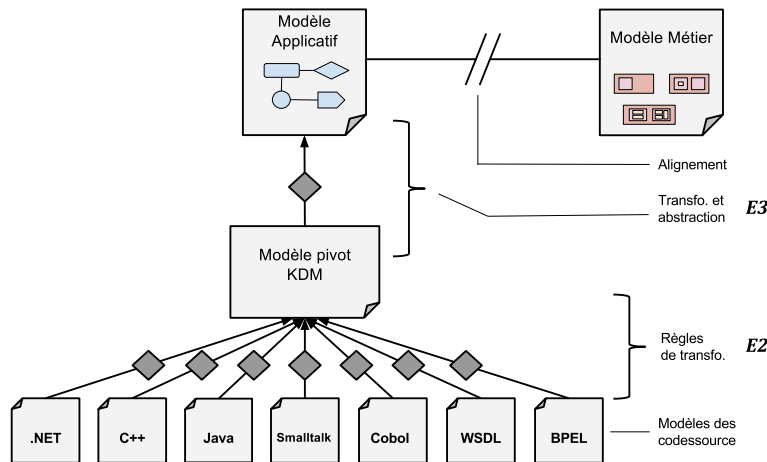 Modèle
Applicatif
Modèle Métier
Alignement
Transfo. et
abstraction
E3
Modèle pivot
KDM
Règles
de transfo.
E2
.NET
C++
Java
Smalltalk
Cobol
WSDL
BPEL
Modèles des
codessource